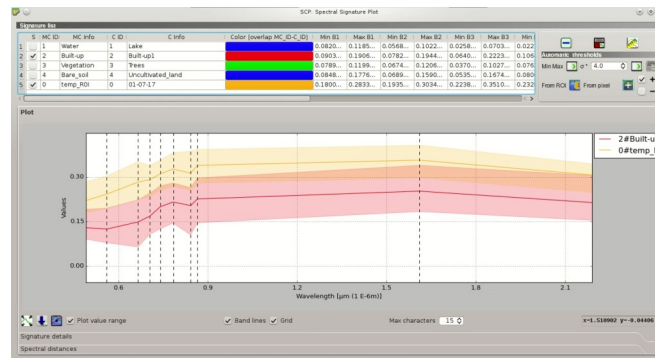 SCP: Spectral Signature Plot
Signature list
S MC ID MC Info C ID C Info Color [overlap MC_ID-C_ID] Min B1 Max B1 Min B2 Max B2 Min B3 Max B3 Min
1 1 Water 1 Lake 0.0820... 0.1185... 0.0568... 0.1022... 0.0258... 0.0703... 0.022
2 2 Built-up 2 Built-up1 0.0903... 0.1906... 0.0782... 0.1944... 0.0640... 0.2223... 0.106
3 3 Vegetation 3 Trees 0.0789... 0.1199... 0.0674... 0.1206... 0.0370... 0.1027... 0.076
4 4 Bare_soil 4 Uncultivated_land 0.0848... 0.1776... 0.0689... 0.1590... 0.0535... 0.1674... 0.080
5 0 temp_ROI 0 01-07-17 0.1800... 0.2833... 0.1935... 0.3034... 0.2238... 0.3510... 0.232
Automatic thresholds
Min Max σ* 4.0
From ROI From pixel
Plot
2#Built-u
0#temp_
0.30
0.15
0.00
Values
0.6 0.9 1.2 1.5 1.8 2.1
Wavelength [μm (1 E-6m)]
Plot value range Band lines Grid Max characters 15 x=1.510902 y=-0.04406
Signature details
Spectral distances